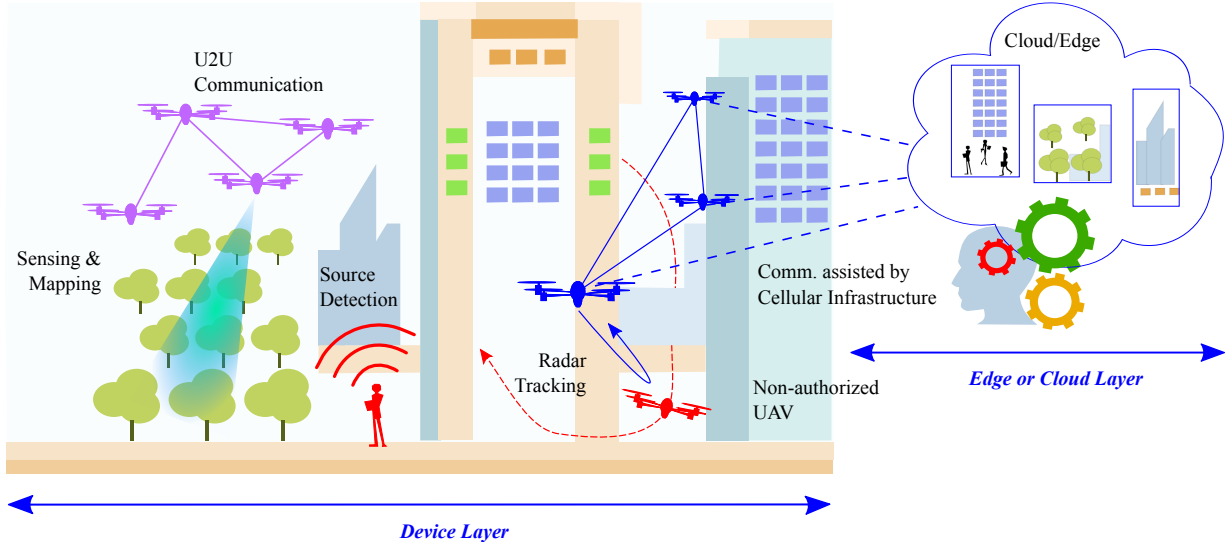 U2U
Communication
Cloud/Edge
Sensing &
Mapping
Source
Detection
Comm. assisted by
Cellular Infrastructure
Radar
Tracking
Non-authorized
UAV
Edge or Cloud Layer
Device Layer